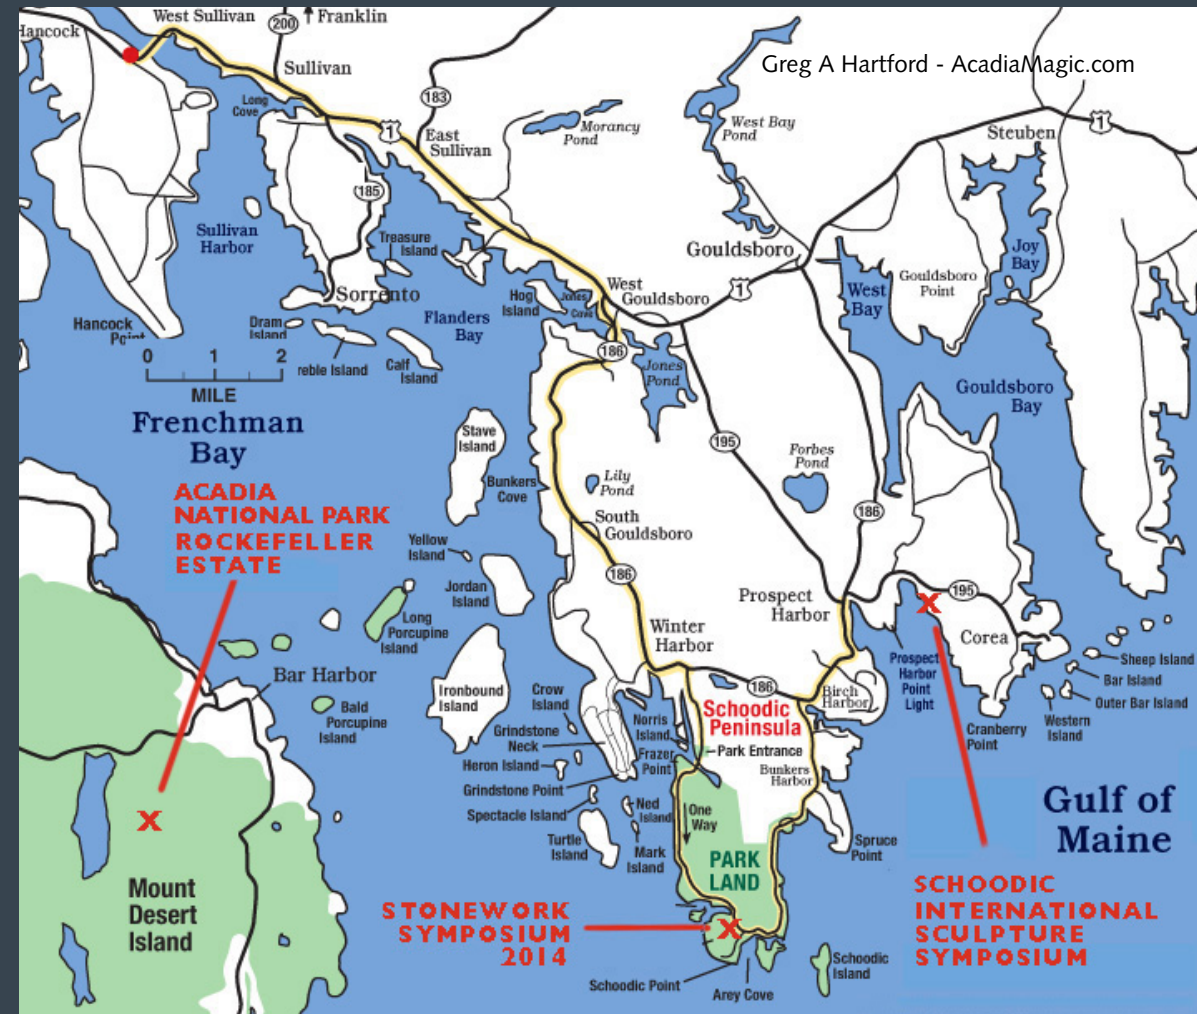 West Sullivan
200
Franklin
Hancock
Greg A Hartford - AcadiaMagic.com
Sullivan
183
Long
Cove
1
East
Sullivan
Morancy
Pond
West Bay
Pond
Steuben
1
185
Sullivan
Harbor
Treasure
Island
Gouldsboro
Joy
Bay
Gouldsboro
Point
Sorrento
Hog
Island
Jones
Cove
West
Gouldsboro
1
West
Bay
Hancock
Point
Dram
Island
Flanders
Bay
0 1 2
MILE
reble Island
Calf
Island
186
Jones
Pond
Gouldsboro
Bay
Frenchman
Bay
Stave
Island
195
Forbes
Pond
Bunkers
Cove
Lily
Pond
ACADIA
NATIONAL PARK
ROCKEFELLER
ESTATE
186
South
Gouldsboro
Yellow
Island
186
Jordan
Island
Prospect
Harbor
195
X
Long
Porcupine
Island
Winter
Harbor
Corea
Prospect
Harbor
Point
Light
Sheep Island
Bar Island
Outer Bar Island
Western
Island
Cranberry
Point
Bar Harbor
Bald
Porcupine
Island
Ironbound
Island
Crow
Island
186
Birch
Harbor
Schoodic
Peninsula
Norris
Island
Grindstone
Neck
Park Entrance
Frazer
Point
Heron Island
Bunkers
Harbor
Grindstone Point
Gulf of
Maine
X
Spectacle Island
Ned
Island
One
Way
Turtle
Island
Mark
Island
Spruce
Point
PARK
LAND
Mount
Desert
Island
STONEWORK
SYMPOSIUM
2014
X
SCHOODIC
INTERNATIONAL
SCULPTURE
SYMPOSIUM
Schoodic
Island
Schoodic Point
Arey Cove